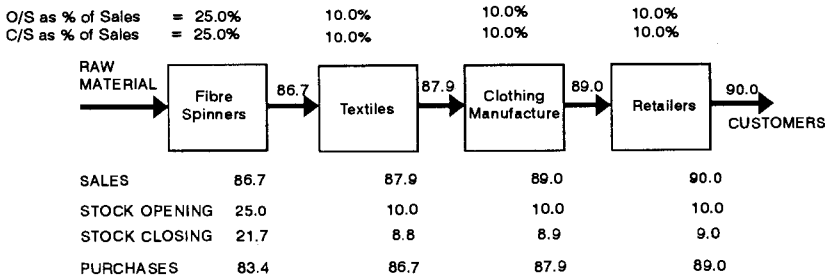 O/S as % of Sales = 25.0% 10.0% 10.0% 10.0%
C/S as % of Sales = 25.0% 10.0% 10.0% 10.0%
RAW
MATERIAL
Fibre
Spinners
86.7
Textiles
87.9
Clothing
Manufacture
89.0
Retailers
90.0
CUSTOMERS
SALES 86.7 87.9 89.0 90.0
STOCK OPENING 25.0 10.0 10.0 10.0
STOCK CLOSING 21.7 8.8 8.9 9.0
PURCHASES 83.4 86.7 87.9 89.0